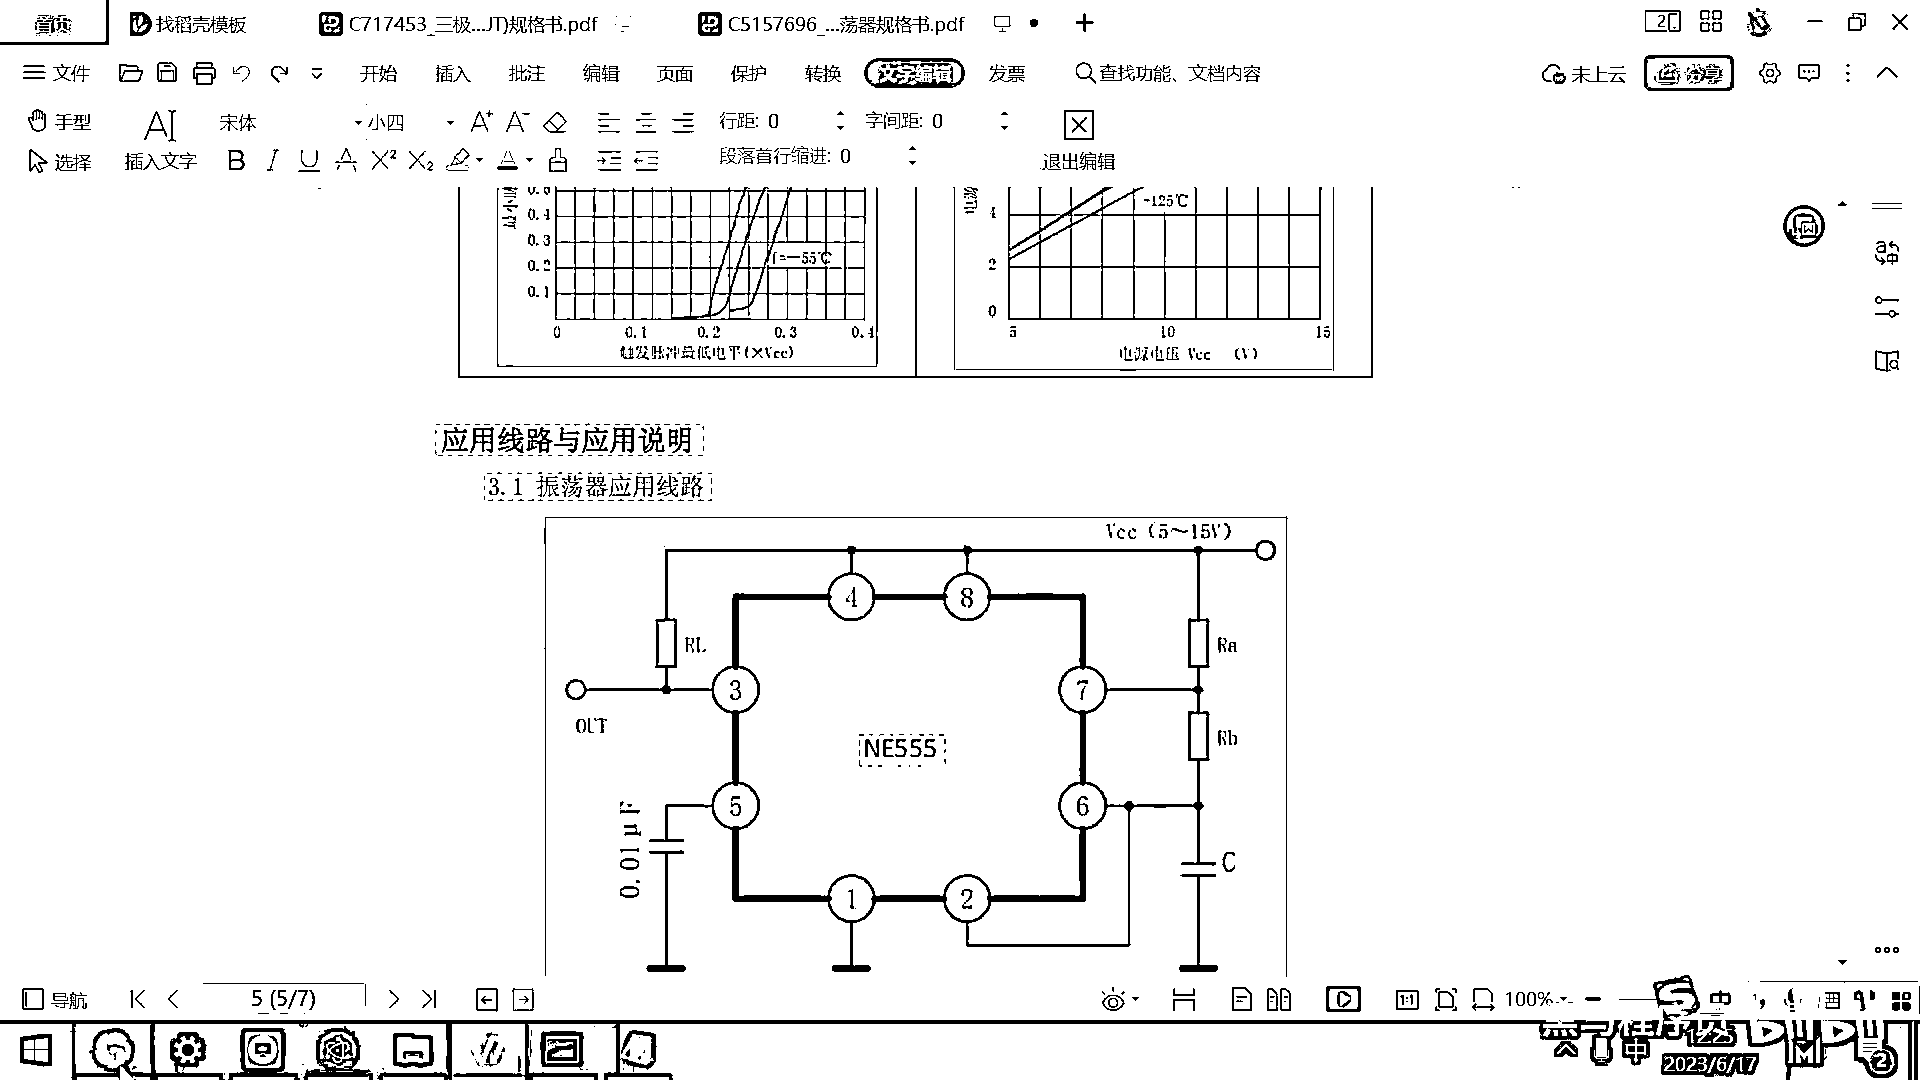 首页 找稻壳模板 C717453_三极...JT)规格书.pdf C5157696_...荡器规格书.pdf
文件 开始 插入 批注 编辑 页面 保护 转换 文字编辑 发票 查找功能、文档内容 未上云 分享
手型 宋体 小四 A+ A- 行距: 0 字间距: 0
选择 插入文字 B I U A X² X₂ A 段落首行缩进: 0 退出编辑
0.4
0.3
0.2
0.1
0 0.1 0.2 0.3 0.4
触发脉冲最低电平(×Vcc)
t=-55℃
-125℃
4
2
0
5 10 15
电源电压 Vcc (V)
应用线路与应用说明
3.1 振荡器应用线路
Vcc (5~15V)
4 8
RL Ra
3 7
OUT
Rb
NE555
5 6
0.01μF
C
1 2
导航 5 (5/7) 1:1 100% 中
中 12:25
2023/6/17 2